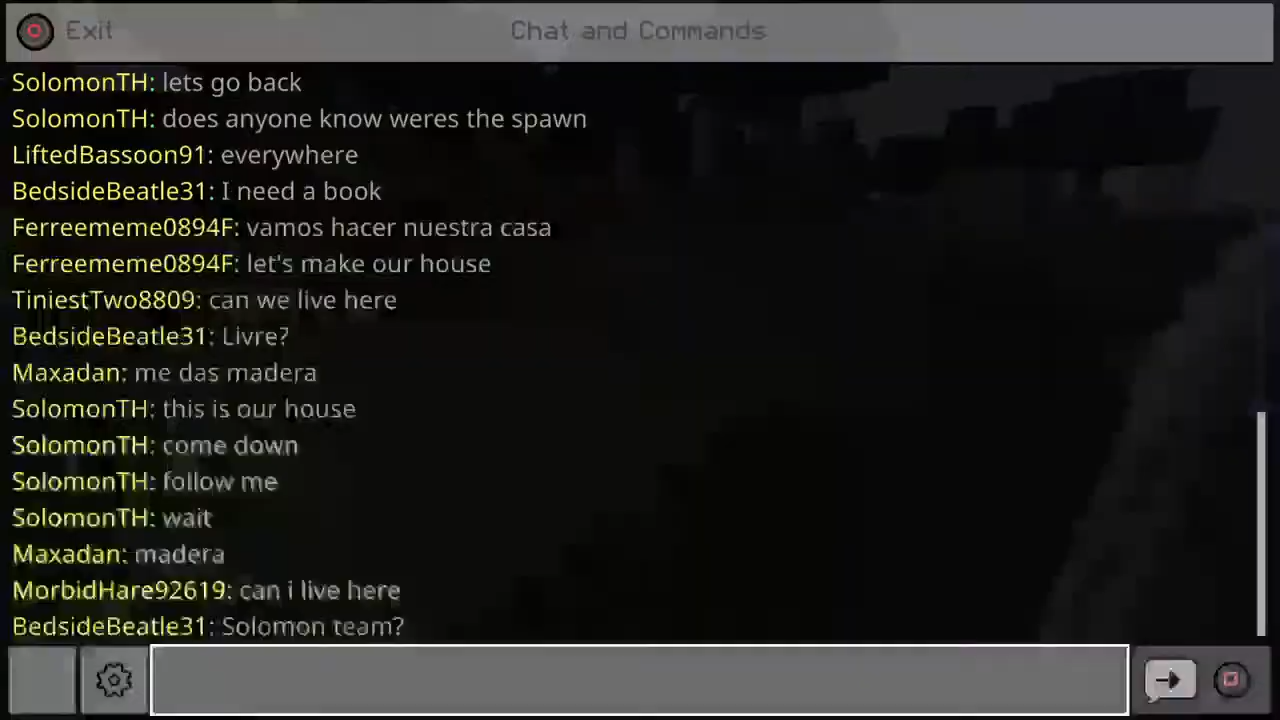 Exit
Chat and Commands
SolomonTH: lets go back
SolomonTH: does anyone know weres the spawn
LiftedBassoon91: everywhere
BedsideBeatle31: I need a book
Ferreememe0894F: vamos hacer nuestra casa
Ferreememe0894F: let's make our house
TiniestTwo8809: can we live here
BedsideBeatle31: Livre?
Maxadan: me das madera
SolomonTH: this is our house
SolomonTH: come down
SolomonTH: follow me
SolomonTH: wait
Maxadan: madera
MorbidHare92619: can i live here
BedsideBeatle31: Solomon team?